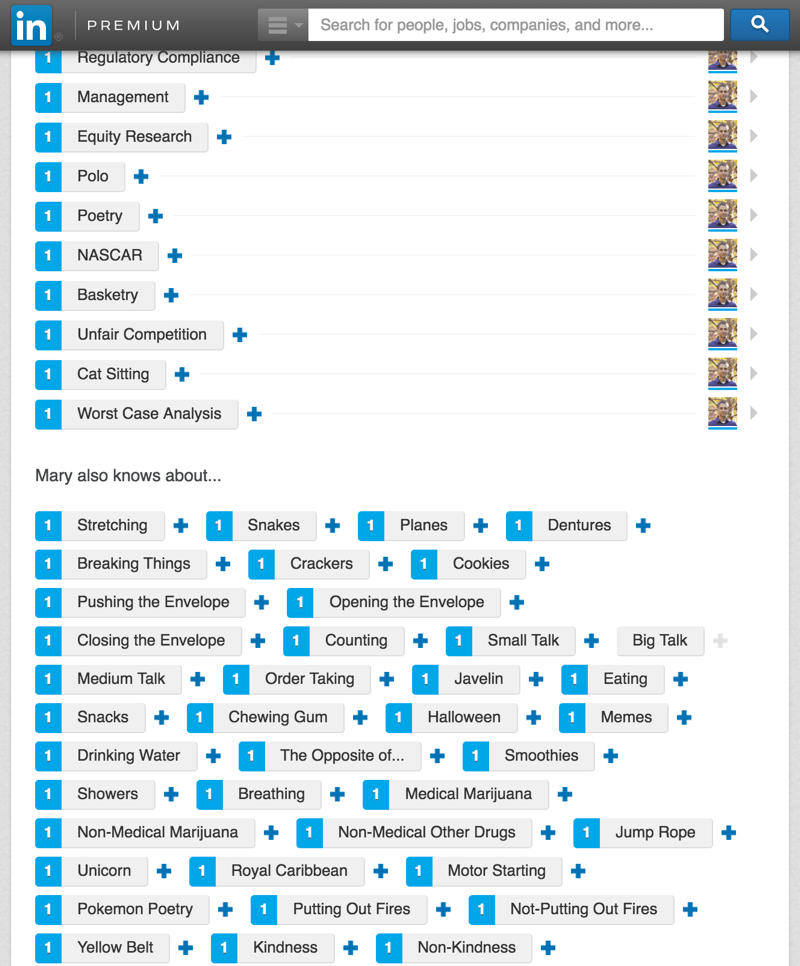 in® PREMIUM Search for people, jobs, companies, and more...
1 Regulatory Compliance
1 Management
1 Equity Research
1 Polo
1 Poetry
1 NASCAR
1 Basketry
1 Unfair Competition
1 Cat Sitting
1 Worst Case Analysis
Mary also knows about...
1 Stretching 1 Snakes 1 Planes 1 Dentures
1 Breaking Things 1 Crackers 1 Cookies
1 Pushing the Envelope 1 Opening the Envelope
1 Closing the Envelope 1 Counting 1 Small Talk Big Talk
1 Medium Talk 1 Order Taking 1 Javelin 1 Eating
1 Snacks 1 Chewing Gum 1 Halloween 1 Memes
1 Drinking Water 1 The Opposite of... 1 Smoothies
1 Showers 1 Breathing 1 Medical Marijuana
1 Non-Medical Marijuana 1 Non-Medical Other Drugs 1 Jump Rope
1 Unicorn 1 Royal Caribbean 1 Motor Starting
1 Pokemon Poetry 1 Putting Out Fires 1 Not-Putting Out Fires
1 Yellow Belt 1 Kindness 1 Non-Kindness